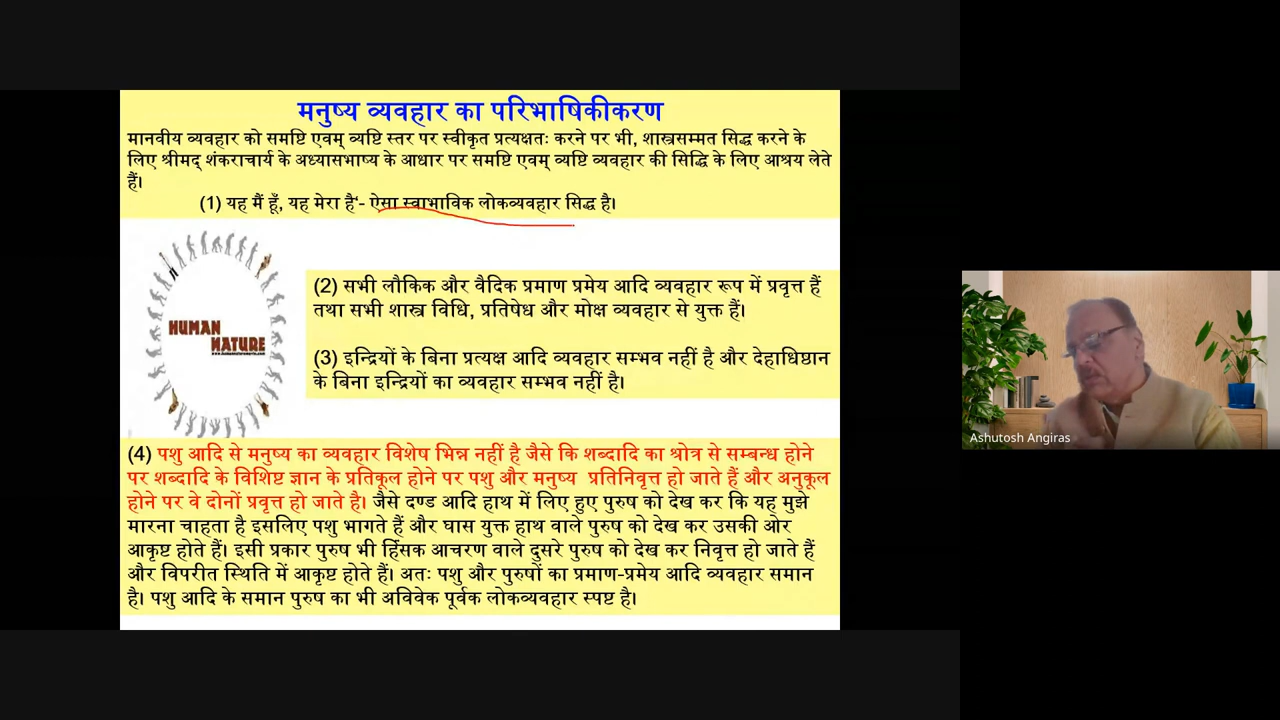 मनुष्य व्यवहार का परिभाषिकीकरण
मानवीय व्यवहार को समष्टि एवम् व्यष्टि स्तर पर स्वीकृत प्रत्यक्षतः करने पर भी, शास्त्रसम्मत सिद्ध करने के
लिए श्रीमद् शंकराचार्य के अध्यासभाष्य के आधार पर समष्टि एवम् व्यष्टि व्यवहार की सिद्धि के लिए आश्रय लेते
हैं।
(1) यह मैं हूँ, यह मेरा है'- ऐसा स्वाभाविक लोकव्यवहार सिद्ध है।
HUMAN
NATURE
(2) सभी लौकिक और वैदिक प्रमाण प्रमेय आदि व्यवहार रूप में प्रवृत्त हैं
तथा सभी शास्त्र विधि, प्रतिषेध और मोक्ष व्यवहार से युक्त हैं।
(3) इन्द्रियों के बिना प्रत्यक्ष आदि व्यवहार सम्भव नहीं है और देहाधिष्ठान
के बिना इन्द्रियों का व्यवहार सम्भव नहीं है।
(4) पशु आदि से मनुष्य का व्यवहार विशेष भिन्न नहीं है जैसे कि शब्दादि का श्रोत्र से सम्बन्ध होने
पर शब्दादि के विशिष्ट ज्ञान के प्रतिकूल होने पर पशु और मनुष्य प्रतिनिवृत्त हो जाते हैं और अनुकूल
होने पर वे दोनों प्रवृत्त हो जाते है। जैसे दण्ड आदि हाथ में लिए हुए पुरुष को देख कर कि यह मुझे
मारना चाहता है इसलिए पशु भागते हैं और घास युक्त हाथ वाले पुरुष को देख कर उसकी ओर
आकृष्ट होते हैं। इसी प्रकार पुरुष भी हिंसक आचरण वाले दुसरे पुरुष को देख कर निवृत्त हो जाते हैं
और विपरीत स्थिति में आकृष्ट होते हैं। अतः पशु और पुरुषों का प्रमाण-प्रमेय आदि व्यवहार समान
है। पशु आदि के समान पुरुष का भी अविवेक पूर्वक लोकव्यवहार स्पष्ट है।
Ashutosh Angiras